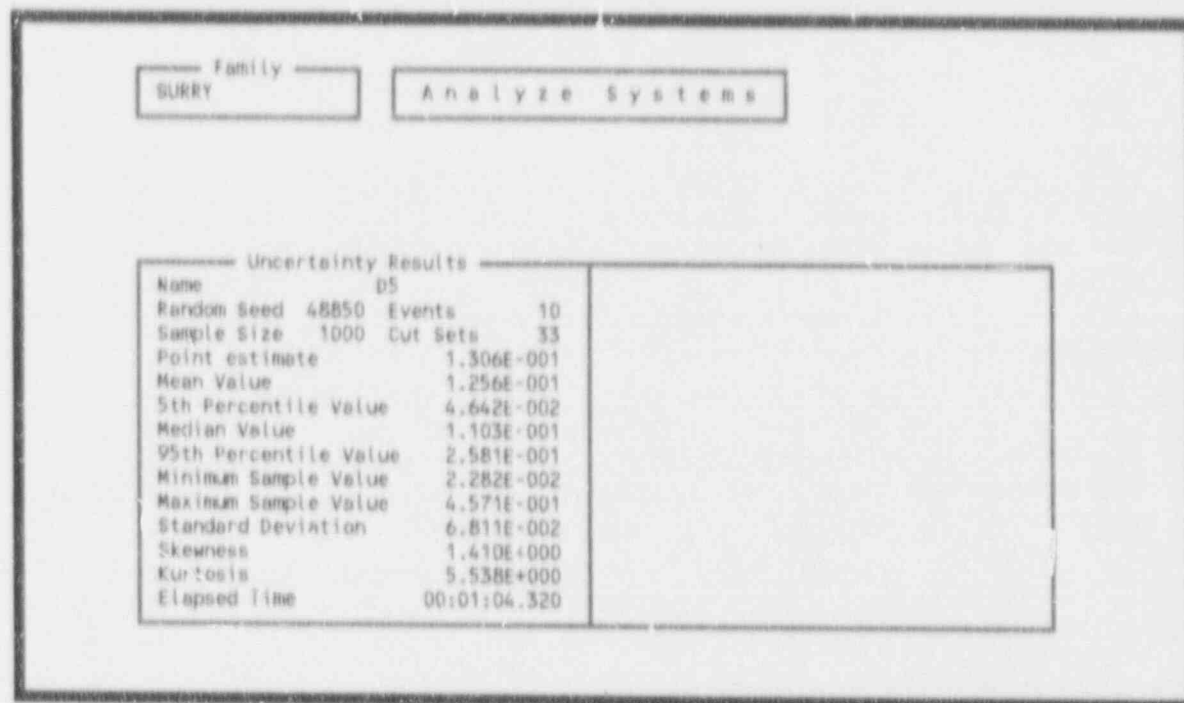 Family
SURRY
Analyze Systems
Uncertainty Results
Name D5
Random Seed 48850 Events 10
Sample Size 1000 Cut Sets 33
Point estimate 1.306E-001
Mean Value 1.256E-001
5th Percentile Value 4.642E-002
Median Value 1.103E-001
95th Percentile Value 2.581E-001
Minimum Sample Value 2.282E-002
Maximum Sample Value 4.571E-001
Standard Deviation 6.811E-002
Skewness 1.410E+000
Kurtosis 5.538E+000
Elapsed Time 00:01:04.320